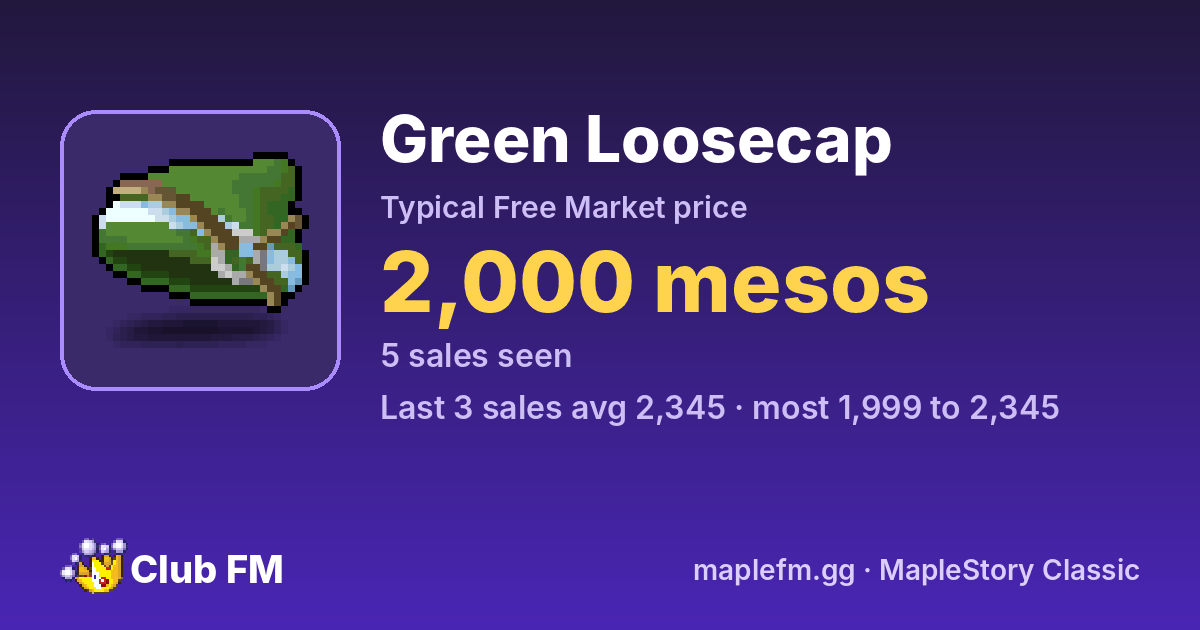 Green Loosecap
Typical Free Market price
2,000 mesos
5 sales seen
Last 3 sales avg 2,345 · most 1,999 to 2,345
Club FM
maplefm.gg · MapleStory Classic